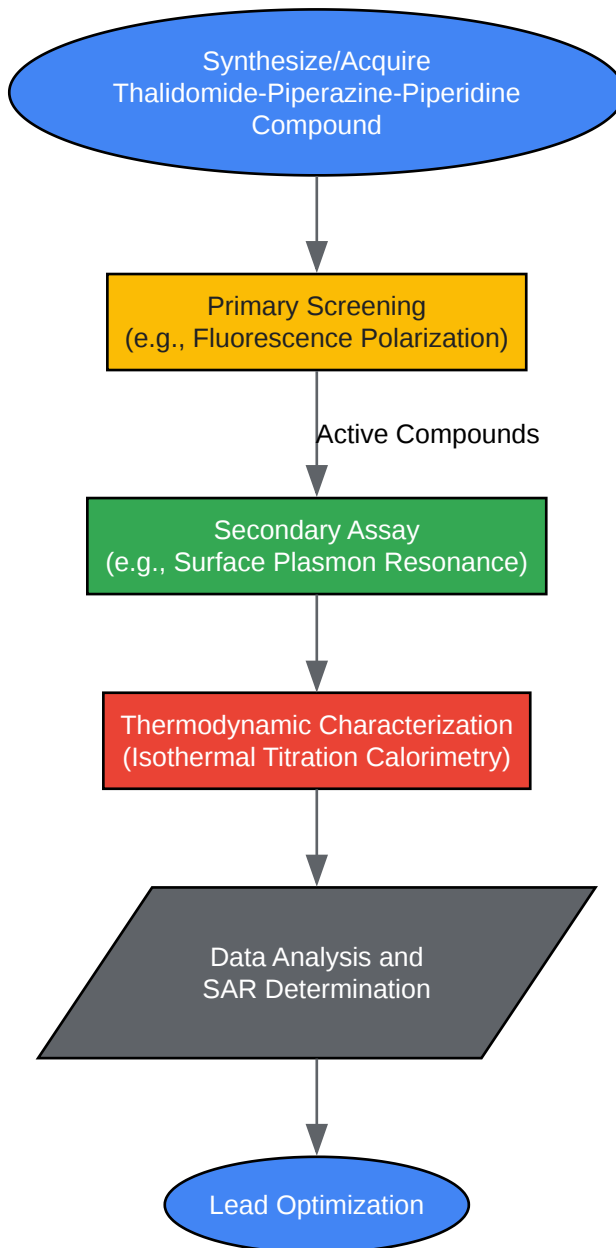 Synthesize/Acquire
Thalidomide-Piperazine-Piperidine
Compound
Primary Screening
(e.g., Fluorescence Polarization)
Active Compounds
Secondary Assay
(e.g., Surface Plasmon Resonance)
Thermodynamic Characterization
(Isothermal Titration Calorimetry)
Data Analysis and
SAR Determination
Lead Optimization